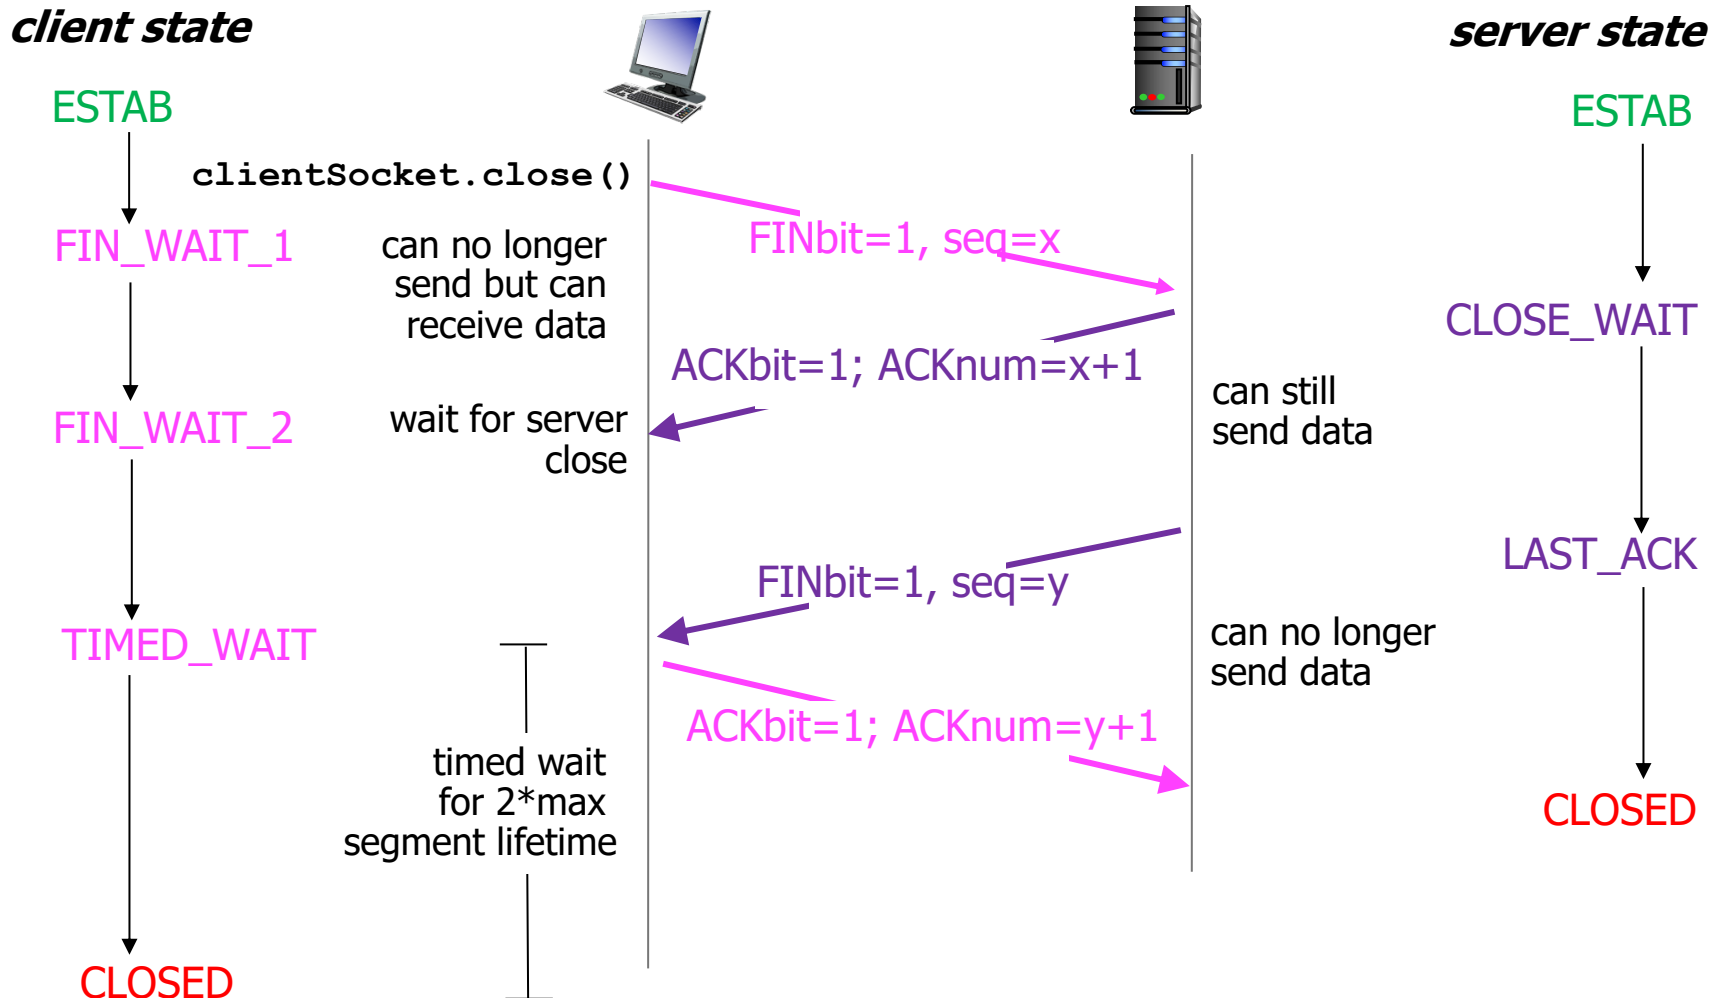 client state
server state
ESTAB
ESTAB
clientSocket.close()
FINbit=1, seq=x
FIN_WAIT_1
can no longer
send but can
receive data
CLOSE_WAIT
ACKbit=1; ACKnum=x+1
can still
send data
FIN_WAIT_2
wait for server
close
LAST_ACK
FINbit=1, seq=y
can no longer
send data
TIMED_WAIT
ACKbit=1; ACKnum=y+1
timed wait
for 2*max
segment lifetime
CLOSED
CLOSED